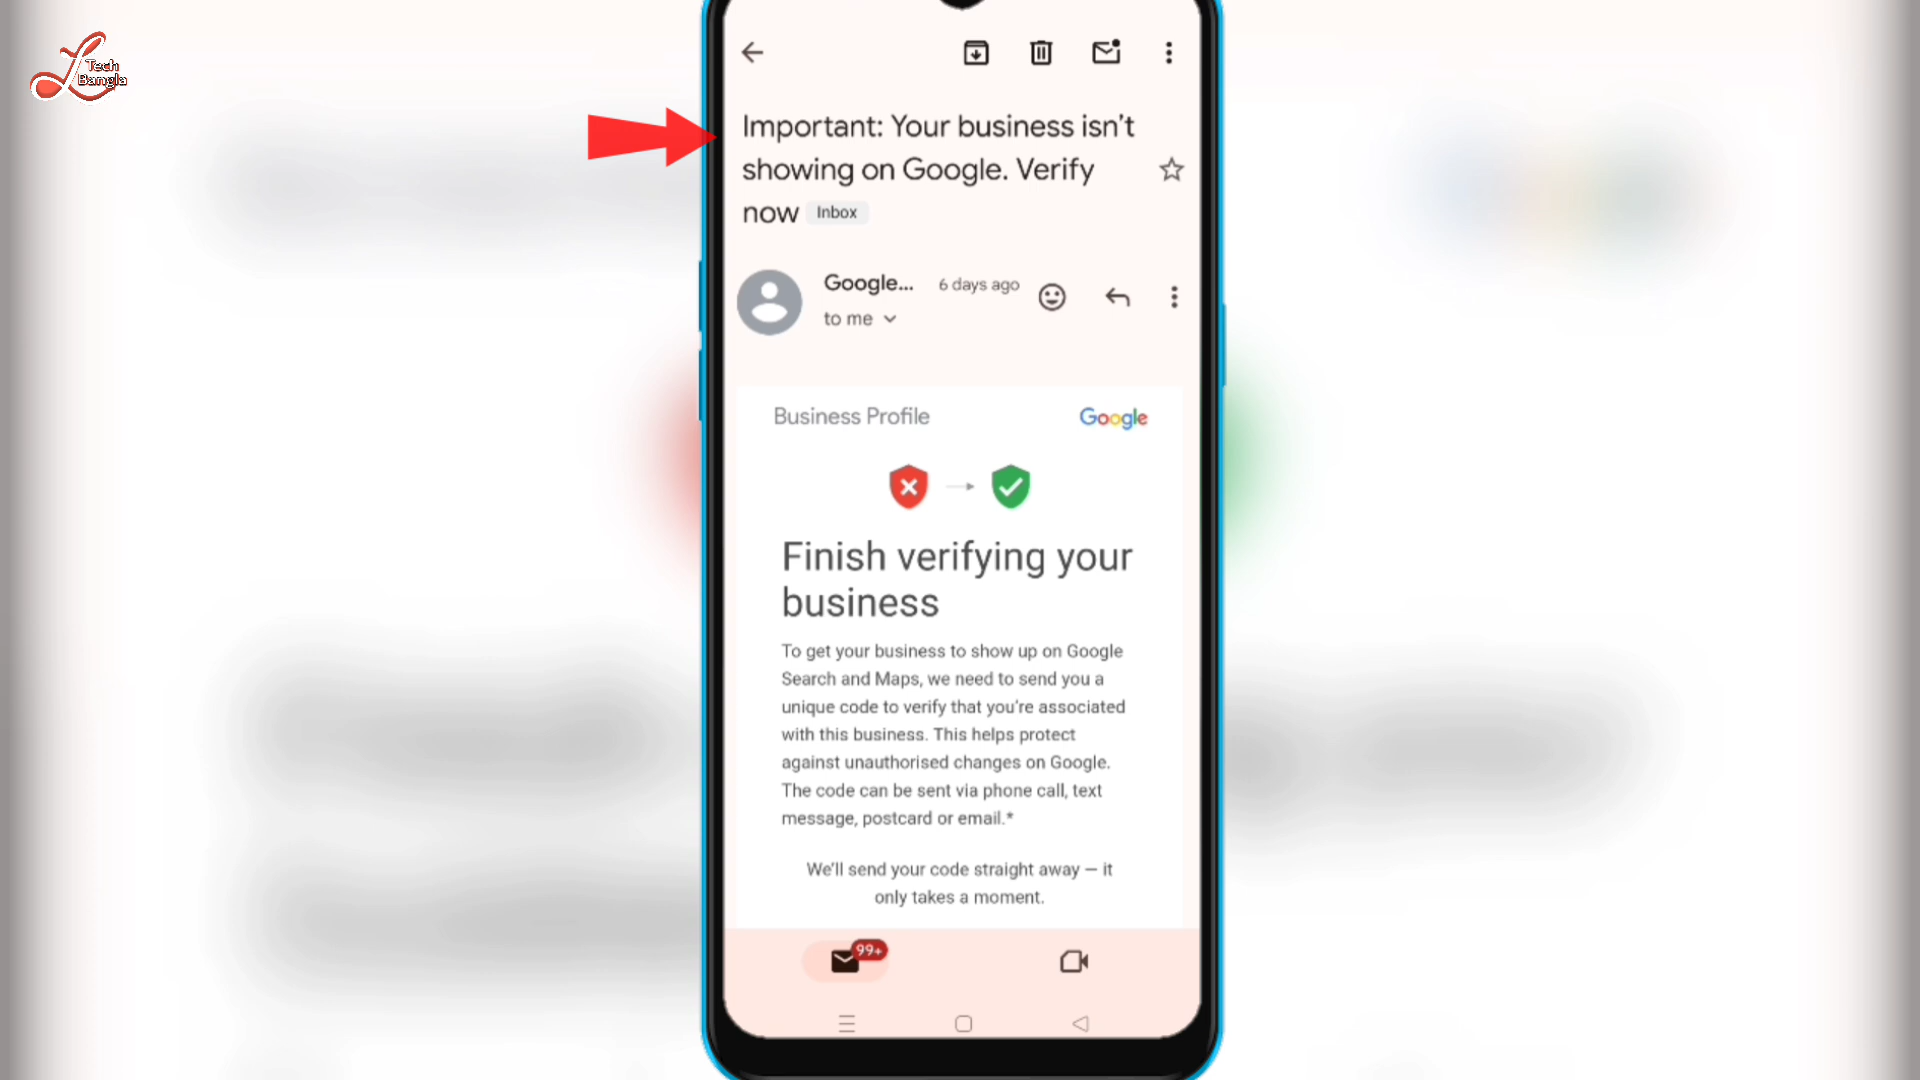 Tech
Bangla
Important: Your business isn't
showing on Google. Verify
now Inbox
Google... 6 days ago
to me
Business Profile Google
Finish verifying your
business
To get your business to show up on Google
Search and Maps, we need to send you a
unique code to verify that you're associated
with this business. This helps protect
against unauthorised changes on Google.
The code can be sent via phone call, text
message, postcard or email.*
We'll send your code straight away — it
only takes a moment.
99+